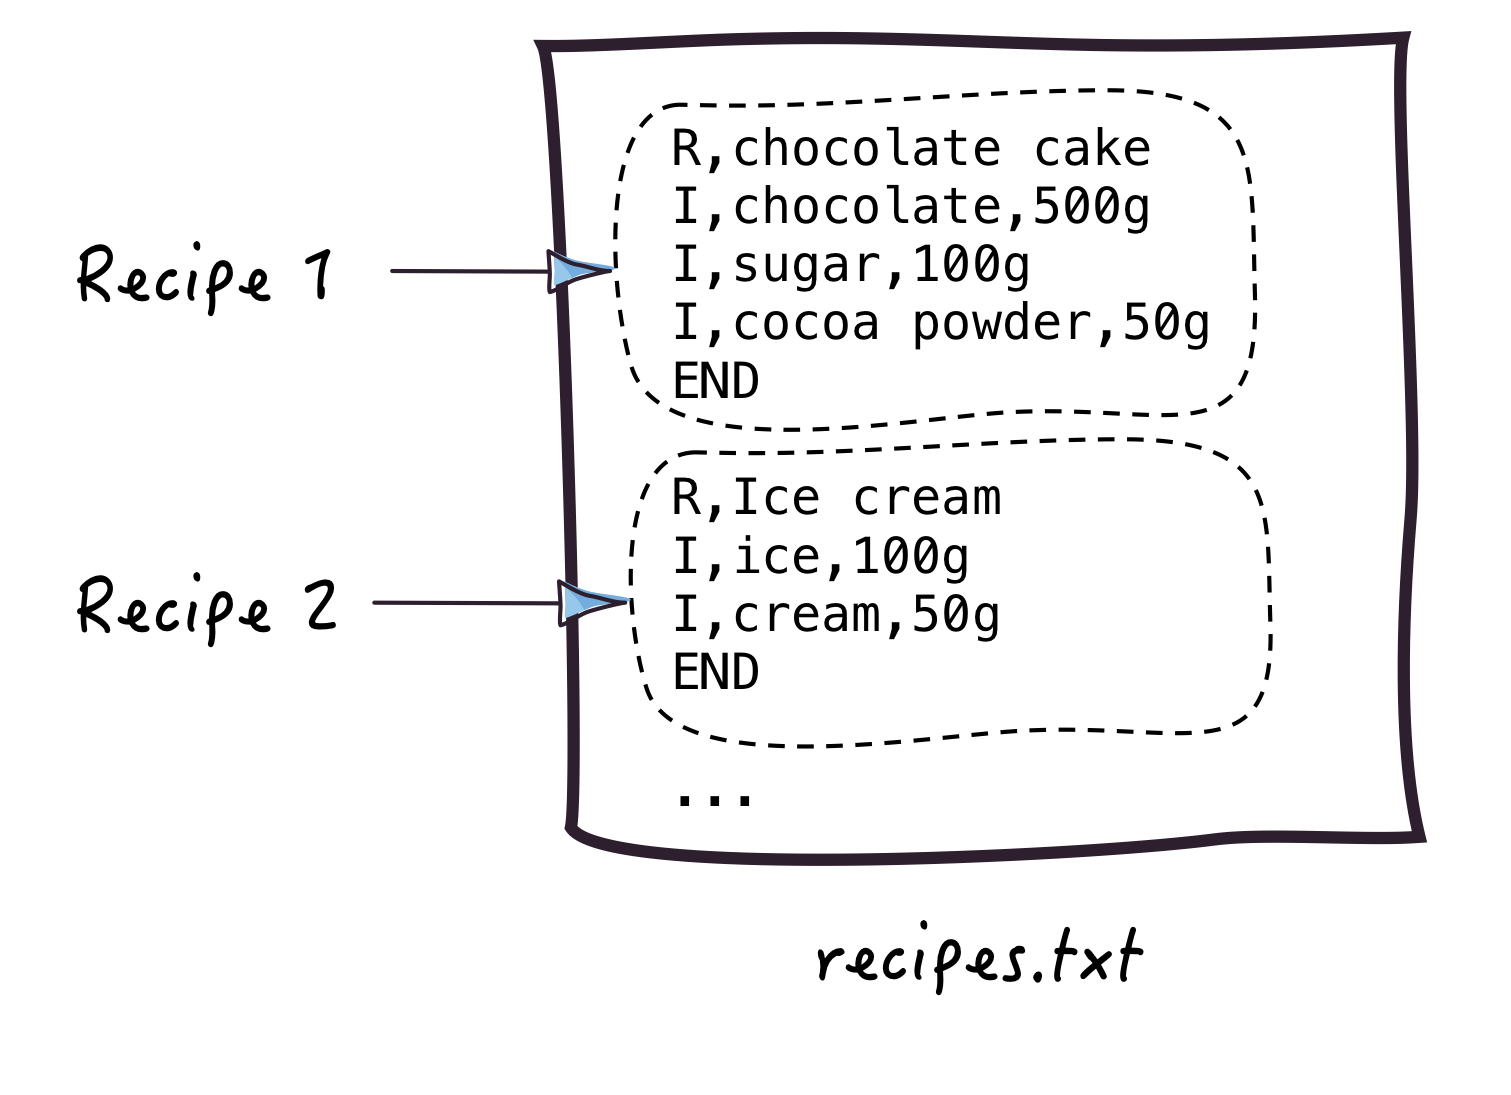 Recipe 1
R,chocolate cake
I,chocolate,500g
I,sugar,100g
I,cocoa powder,50g
END
Recipe 2
R,Ice cream
I,ice,100g
I,cream,50g
END
...
recipes.txt